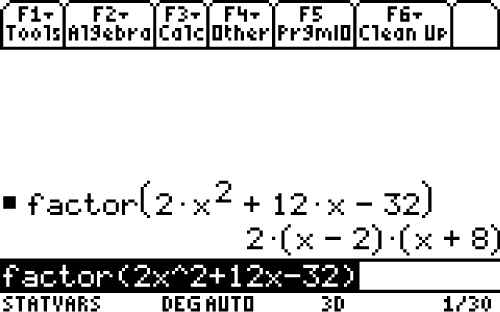 F1▾ F2▾ F3▾ F4▾ F5 F6▾
Tools Algebra Calc Other PrgmIO Clean Up
■ factor(2·x² + 12·x − 32)
2·(x − 2)·(x + 8)
factor(2x^2+12x-32)
STATVARS DEG AUTO 3D 1/30